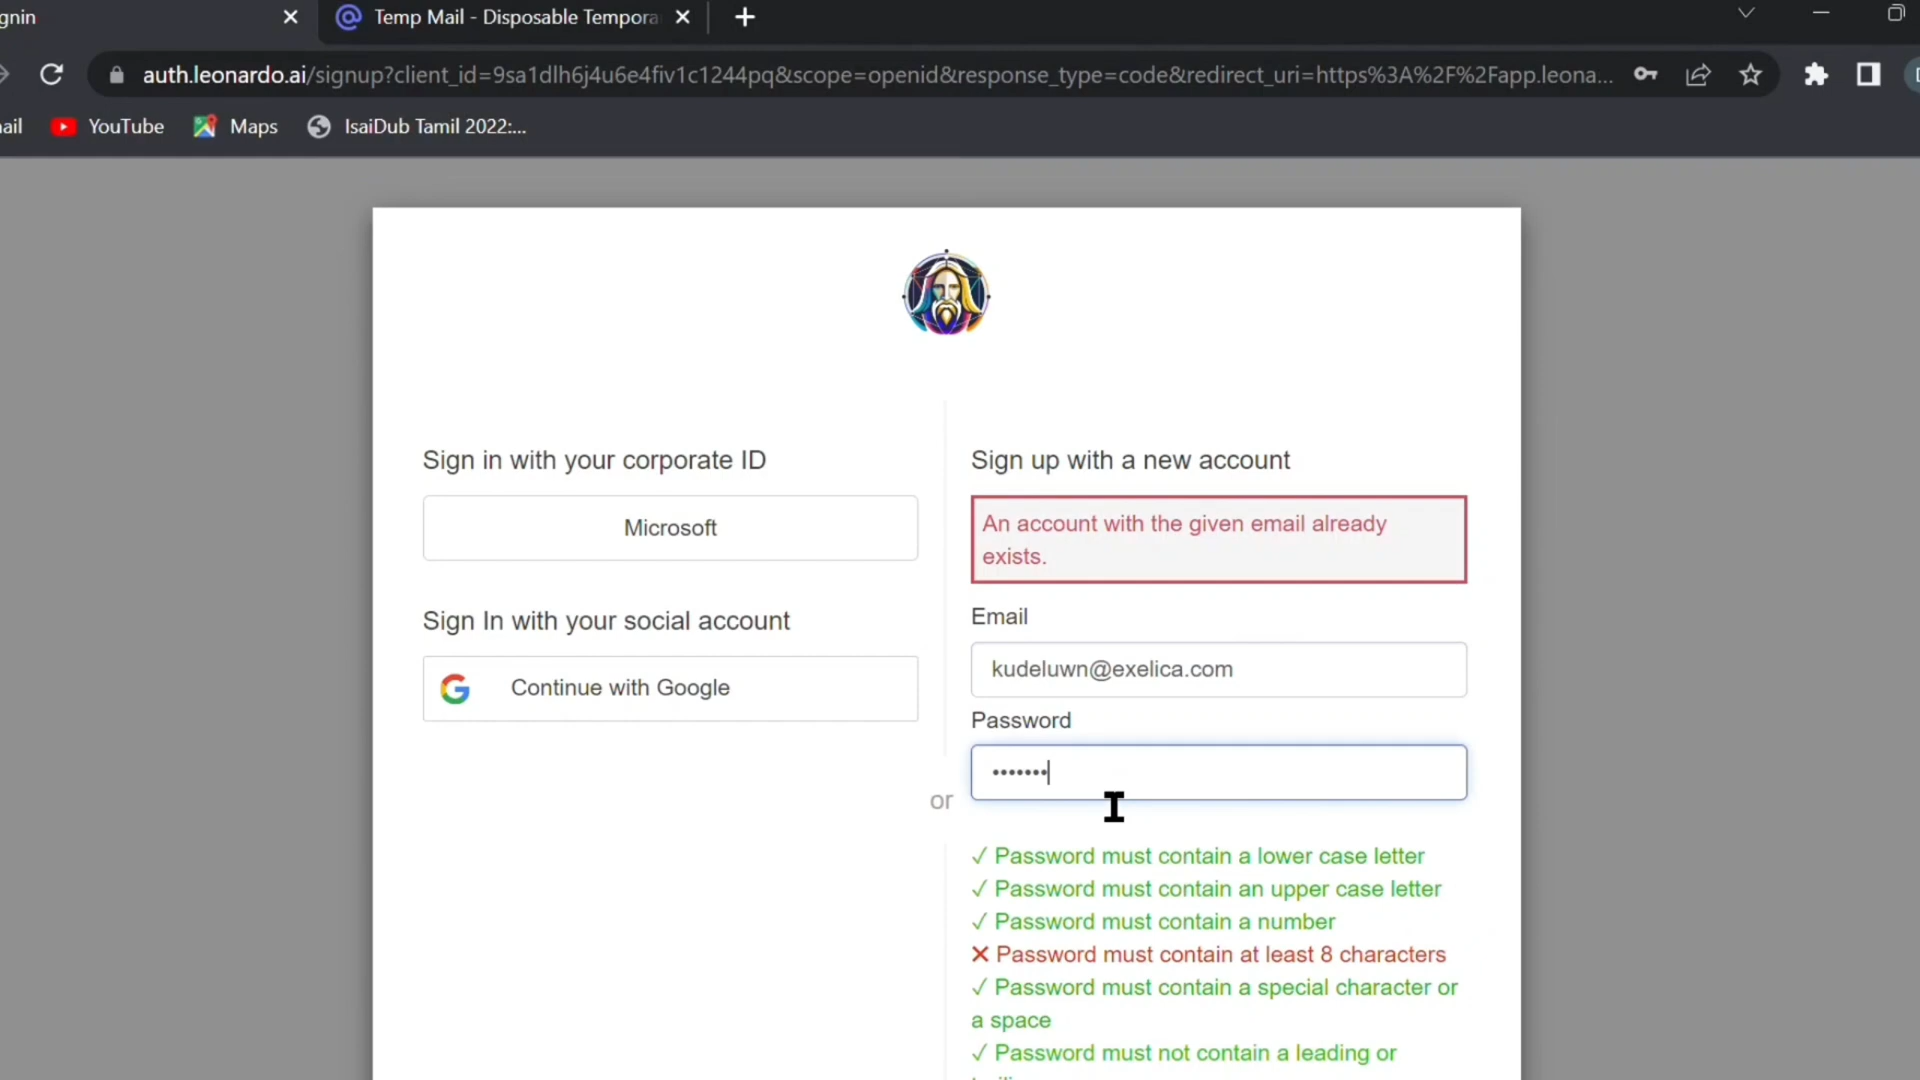 gnin
Temp Mail - Disposable Tempora
auth.leonardo.ai/signup?client_id=9sa1dlh6j4u6e4fiv1c1244pq&scope=openid&response_type=code&redirect_uri=https%3A%2F%2Fapp.leona...
ail YouTube Maps IsaiDub Tamil 2022:...
Sign in with your corporate ID
Microsoft
Sign In with your social account
Continue with Google
or
Sign up with a new account
An account with the given email already
exists.
Email
kudeluwn@exelica.com
Password
•••••••
✓ Password must contain a lower case letter
✓ Password must contain an upper case letter
✓ Password must contain a number
✕ Password must contain at least 8 characters
✓ Password must contain a special character or
a space
✓ Password must not contain a leading or